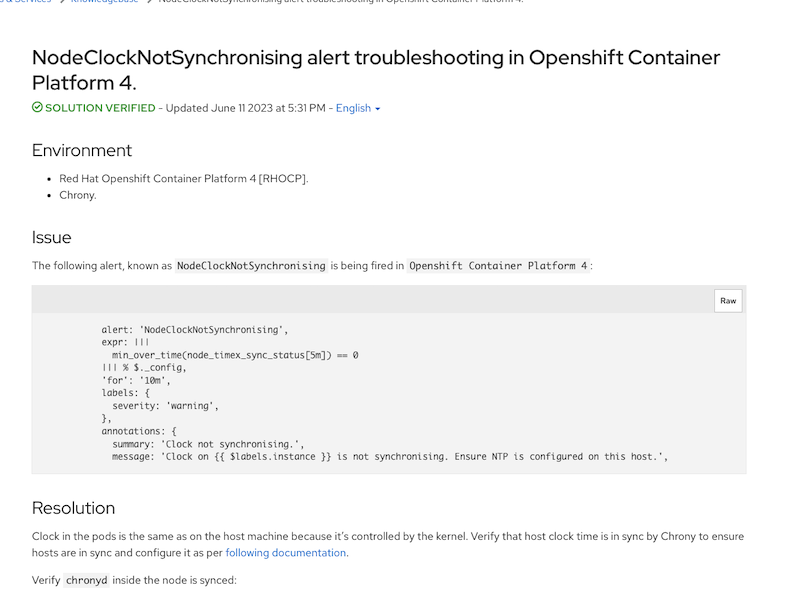 s & Services > Knowledgebase > NodeClockNotSynchronising alert troubleshooting in Openshift Container Platform 4.
NodeClockNotSynchronising alert troubleshooting in Openshift Container
Platform 4.
SOLUTION VERIFIED - Updated June 11 2023 at 5:31 PM - English
Environment
• Red Hat Openshift Container Platform 4 [RHOCP].
• Chrony.
Issue
The following alert, known as NodeClockNotSynchronising is being fired in Openshift Container Platform 4:
Raw
alert: 'NodeClockNotSynchronising',
expr: |||
  min_over_time(node_timex_sync_status[5m]) == 0
||| % $._config,
'for': '10m',
labels: {
  severity: 'warning',
},
annotations: {
  summary: 'Clock not synchronising.',
  message: 'Clock on {{ $labels.instance }} is not synchronising. Ensure NTP is configured on this host.',
Resolution
Clock in the pods is the same as on the host machine because it's controlled by the kernel. Verify that host clock time is in sync by Chrony to ensure
hosts are in sync and configure it as per following documentation.
Verify chronyd inside the node is synced: